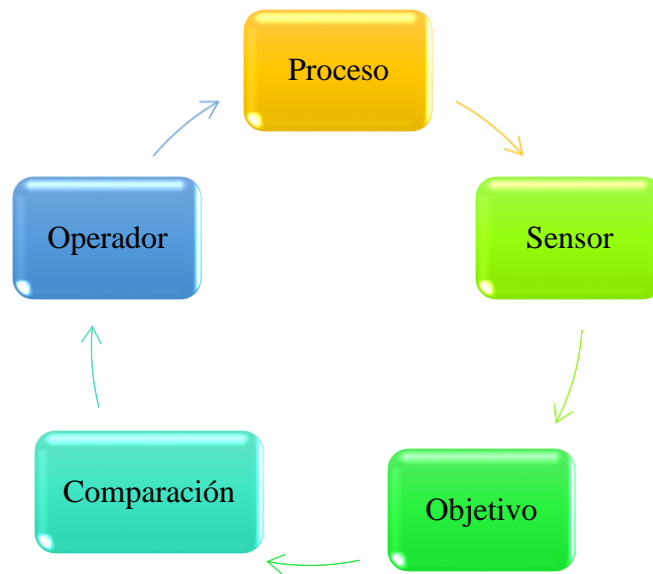 Proceso
Sensor
Objetivo
Comparación
Operador